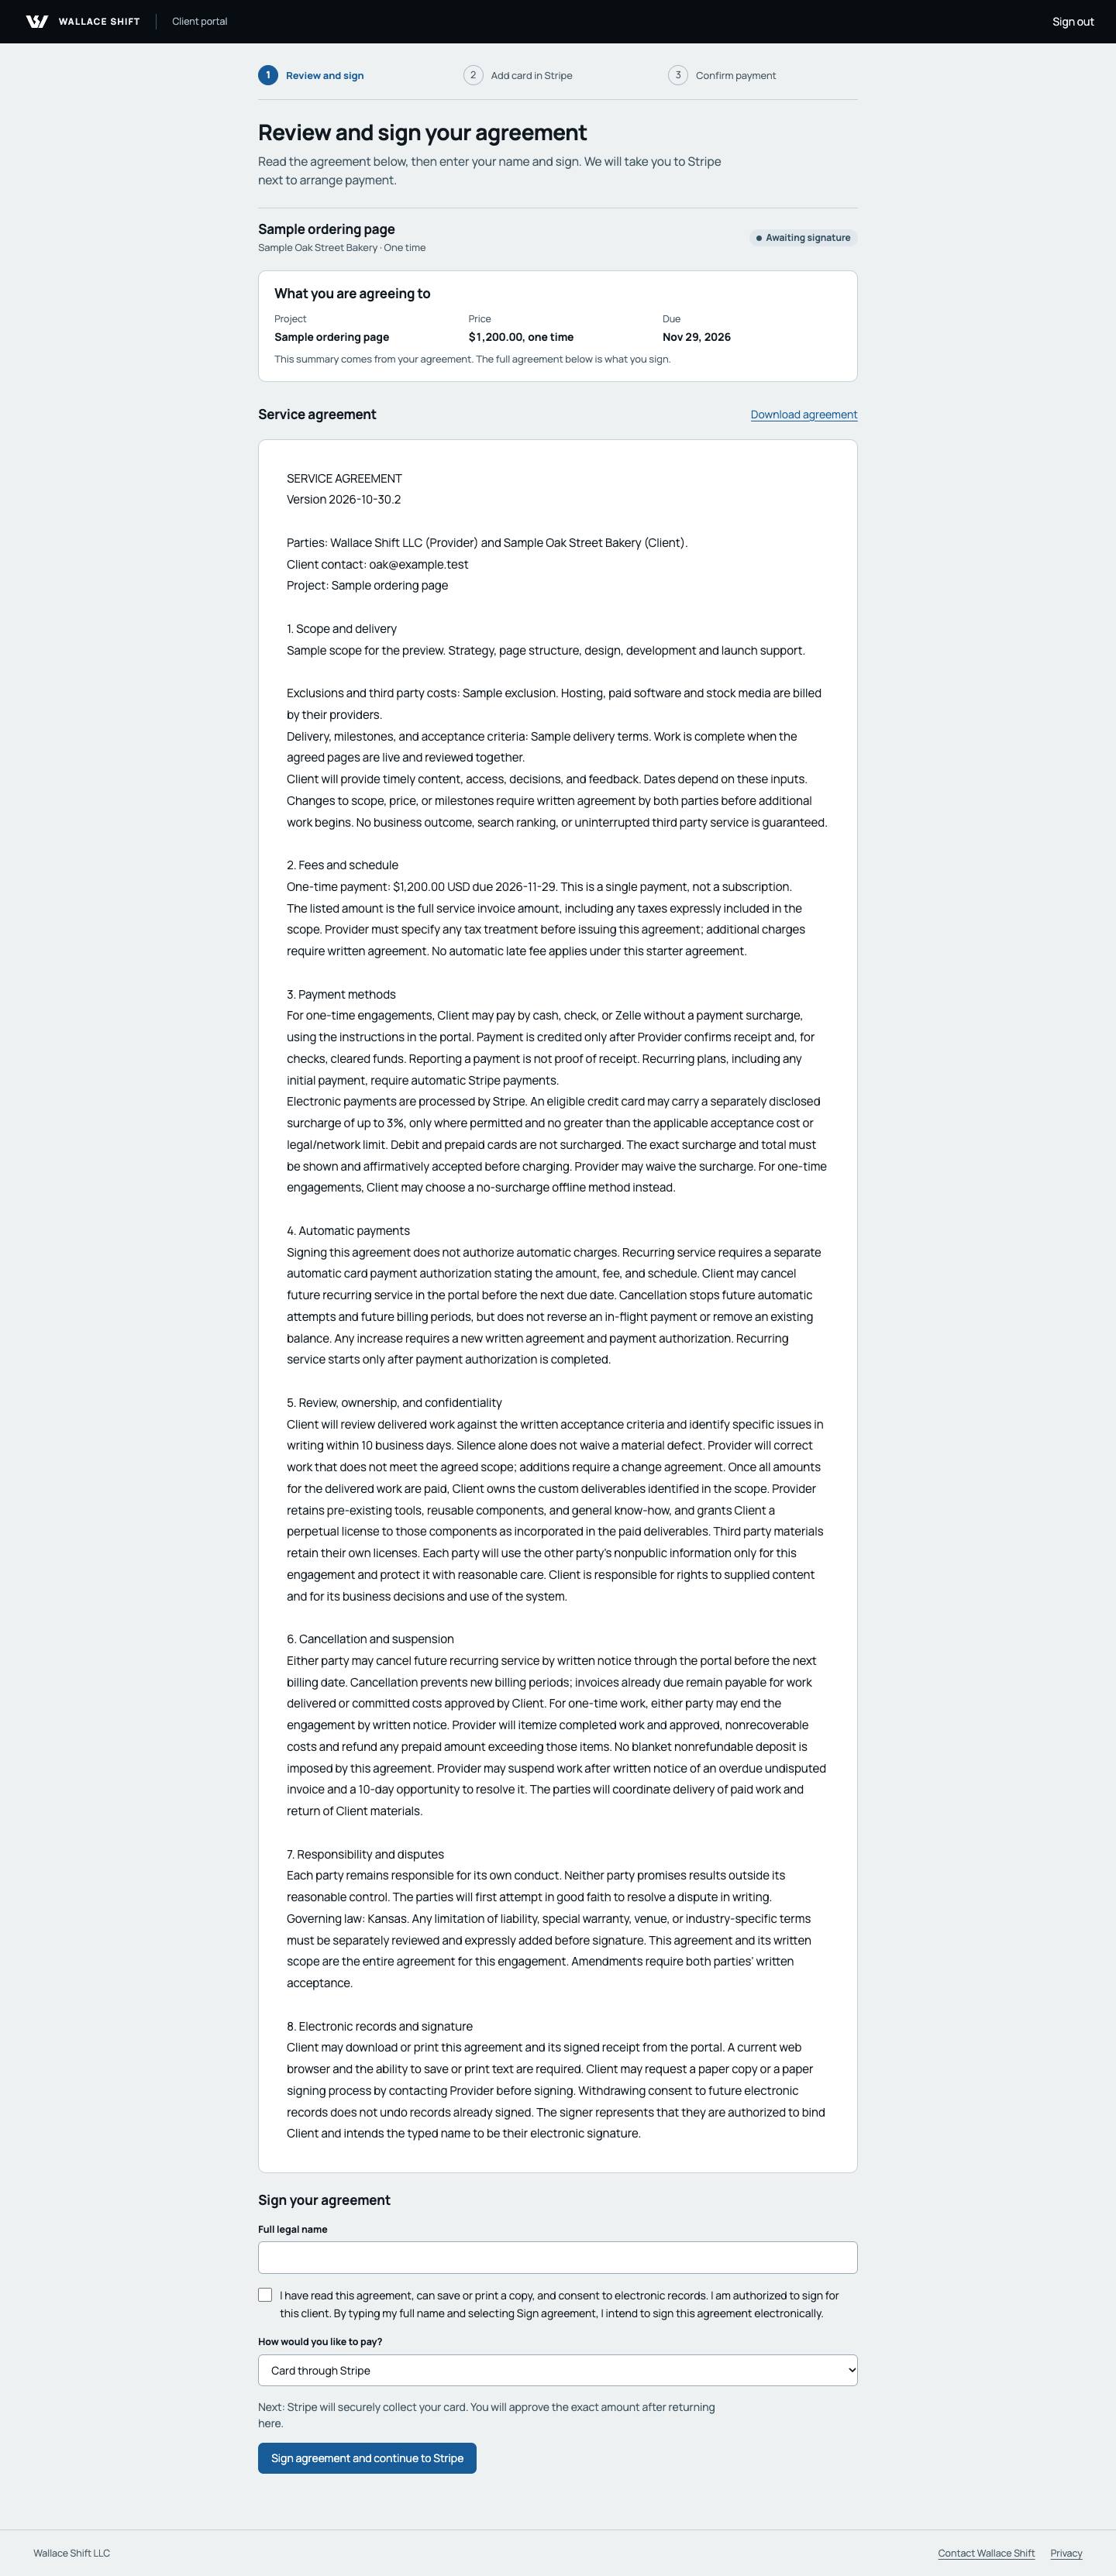 WALLACE SHIFT
Client portal
Sign out
1 Review and sign
2 Add card in Stripe
3 Confirm payment
Review and sign your agreement
Read the agreement below, then enter your name and sign. We will take you to Stripe
next to arrange payment.
Sample ordering page
Sample Oak Street Bakery · One time
Awaiting signature
What you are agreeing to
Project
Sample ordering page
Price
$1,200.00, one time
Due
Nov 29, 2026
This summary comes from your agreement. The full agreement below is what you sign.
Service agreement
Download agreement
SERVICE AGREEMENT
Version 2026-10-30.2
Parties: Wallace Shift LLC (Provider) and Sample Oak Street Bakery (Client).
Client contact: oak@example.test
Project: Sample ordering page
1. Scope and delivery
Sample scope for the preview. Strategy, page structure, design, development and launch support.
Exclusions and third party costs: Sample exclusion. Hosting, paid software and stock media are billed
by their providers.
Delivery, milestones, and acceptance criteria: Sample delivery terms. Work is complete when the
agreed pages are live and reviewed together.
Client will provide timely content, access, decisions, and feedback. Dates depend on these inputs.
Changes to scope, price, or milestones require written agreement by both parties before additional
work begins. No business outcome, search ranking, or uninterrupted third party service is guaranteed.
2. Fees and schedule
One-time payment: $1,200.00 USD due 2026-11-29. This is a single payment, not a subscription.
The listed amount is the full service invoice amount, including any taxes expressly included in the
scope. Provider must specify any tax treatment before issuing this agreement; additional charges
require written agreement. No automatic late fee applies under this starter agreement.
3. Payment methods
For one-time engagements, Client may pay by cash, check, or Zelle without a payment surcharge,
using the instructions in the portal. Payment is credited only after Provider confirms receipt and, for
checks, cleared funds. Reporting a payment is not proof of receipt. Recurring plans, including any
initial payment, require automatic Stripe payments.
Electronic payments are processed by Stripe. An eligible credit card may carry a separately disclosed
surcharge of up to 3%, only where permitted and no greater than the applicable acceptance cost or
legal/network limit. Debit and prepaid cards are not surcharged. The exact surcharge and total must
be shown and affirmatively accepted before charging. Provider may waive the surcharge. For one-time
engagements, Client may choose a no-surcharge offline method instead.
4. Automatic payments
Signing this agreement does not authorize automatic charges. Recurring service requires a separate
automatic card payment authorization stating the amount, fee, and schedule. Client may cancel
future recurring service in the portal before the next due date. Cancellation stops future automatic
attempts and future billing periods, but does not reverse an in-flight payment or remove an existing
balance. Any increase requires a new written agreement and payment authorization. Recurring
service starts only after payment authorization is completed.
5. Review, ownership, and confidentiality
Client will review delivered work against the written acceptance criteria and identify specific issues in
writing within 10 business days. Silence alone does not waive a material defect. Provider will correct
work that does not meet the agreed scope; additions require a change agreement. Once all amounts
for the delivered work are paid, Client owns the custom deliverables identified in the scope. Provider
retains pre-existing tools, reusable components, and general know-how, and grants Client a
perpetual license to those components as incorporated in the paid deliverables. Third party materials
retain their own licenses. Each party will use the other party's nonpublic information only for this
engagement and protect it with reasonable care. Client is responsible for rights to supplied content
and for its business decisions and use of the system.
6. Cancellation and suspension
Either party may cancel future recurring service by written notice through the portal before the next
billing date. Cancellation prevents new billing periods; invoices already due remain payable for work
delivered or committed costs approved by Client. For one-time work, either party may end the
engagement by written notice. Provider will itemize completed work and approved, nonrecoverable
costs and refund any prepaid amount exceeding those items. No blanket nonrefundable deposit is
imposed by this agreement. Provider may suspend work after written notice of an overdue undisputed
invoice and a 10-day opportunity to resolve it. The parties will coordinate delivery of paid work and
return of Client materials.
7. Responsibility and disputes
Each party remains responsible for its own conduct. Neither party promises results outside its
reasonable control. The parties will first attempt in good faith to resolve a dispute in writing.
Governing law: Kansas. Any limitation of liability, special warranty, venue, or industry-specific terms
must be separately reviewed and expressly added before signature. This agreement and its written
scope are the entire agreement for this engagement. Amendments require both parties' written
acceptance.
8. Electronic records and signature
Client may download or print this agreement and its signed receipt from the portal. A current web
browser and the ability to save or print text are required. Client may request a paper copy or a paper
signing process by contacting Provider before signing. Withdrawing consent to future electronic
records does not undo records already signed. The signer represents that they are authorized to bind
Client and intends the typed name to be their electronic signature.
Sign your agreement
Full legal name
I have read this agreement, can save or print a copy, and consent to electronic records. I am authorized to sign for
this client. By typing my full name and selecting Sign agreement, I intend to sign this agreement electronically.
How would you like to pay?
Card through Stripe
Next: Stripe will securely collect your card. You will approve the exact amount after returning
here.
Sign agreement and continue to Stripe
Wallace Shift LLC
Contact Wallace Shift
Privacy